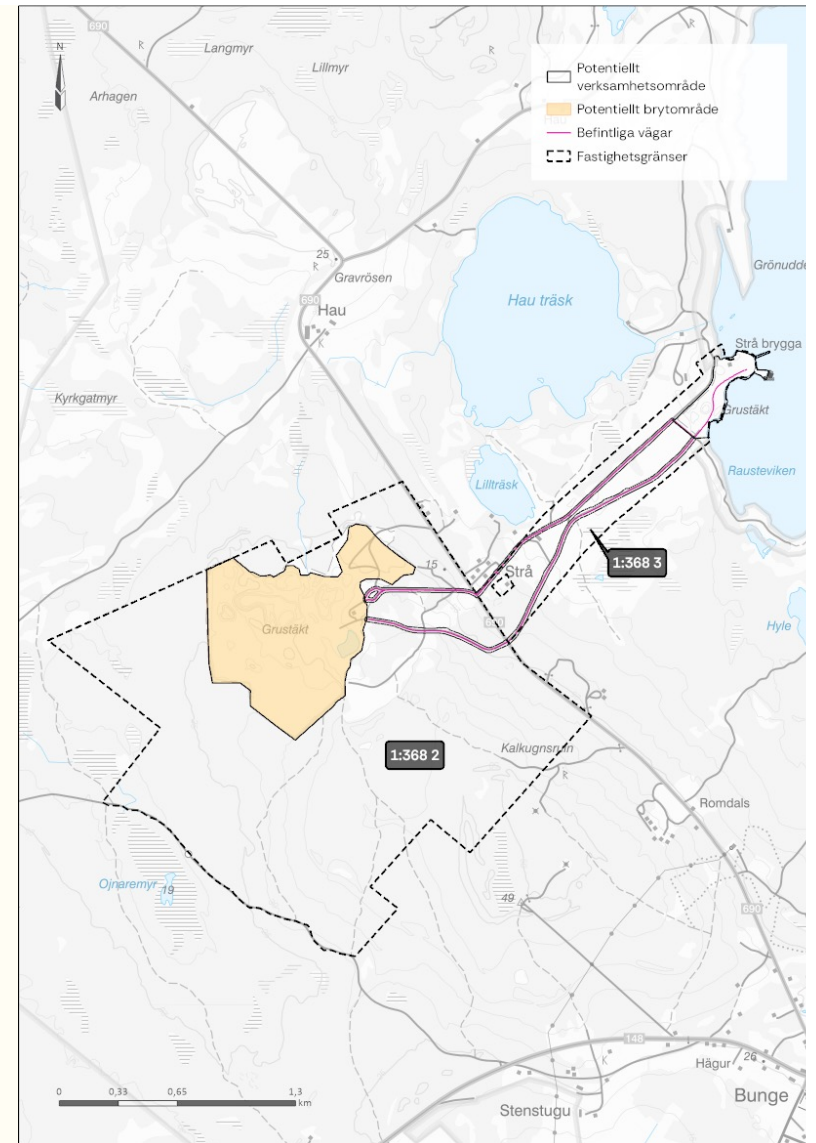 690
N
Langmyr
Lillmyr
Arhagen
Potentiellt
verksamhetsområde
Potentiellt brytområde
Befintliga vägar
Fastighetsgränser
25
Gravrösen
Grönudde
690
Hau
Hau träsk
Strå brygga
Kyrkgatmyr
Grustäkt
Rausteviken
Lillträsk
15
Strå
1:368 3
Grustäkt
Hyle
1:368 2
Kalkugnsruin
Romdals
Ojnaremyr
19
49
690
148
0
0,33
0,65
1,3
km
Hägur
26
Bunge
Stenstugu